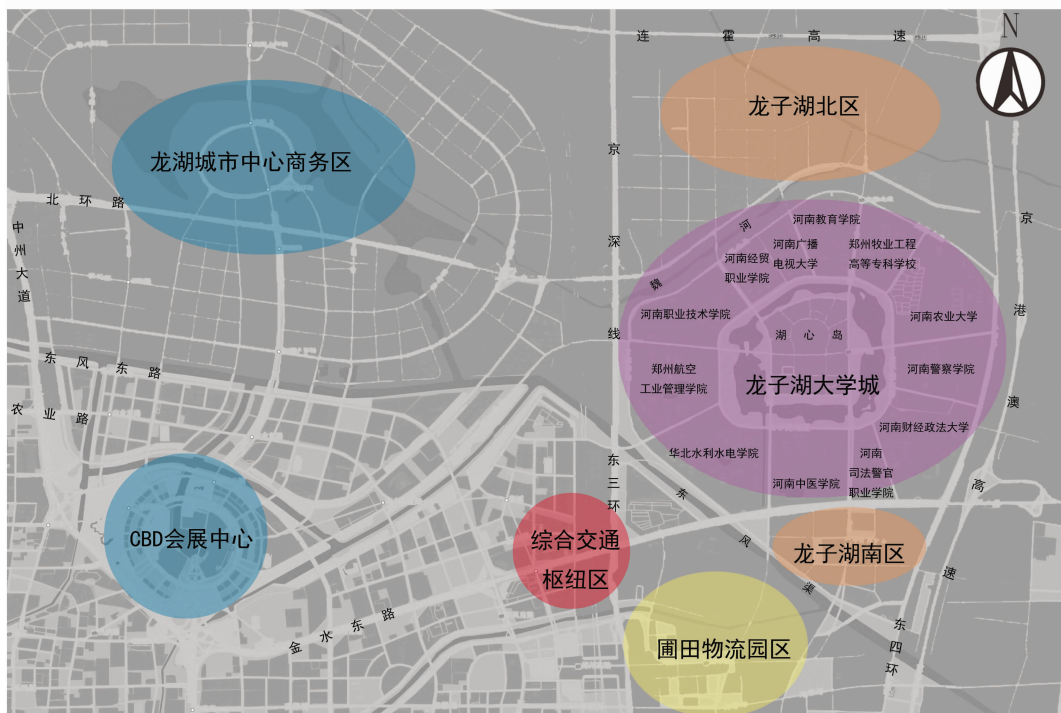 连霍高速
N
龙子湖北区
京深线
龙湖城市中心商务区
北环路
中州大道
京港澳高速
魏河
河南教育学院
河南广播
电视大学
郑州牧业工程
高等专科学校
河南经贸
职业学院
河南职业技术学院
湖心岛
河南农业大学
郑州航空
工业管理学院
龙子湖大学城
河南警察学院
河南财经政法大学
华北水利水电学院
河南中医学院
河南
司法警官
职业学院
东风东路
农业路
东三环
东风渠
CBD会展中心
综合交通
枢纽区
龙子湖南区
金水东路
圃田物流园区
东四环